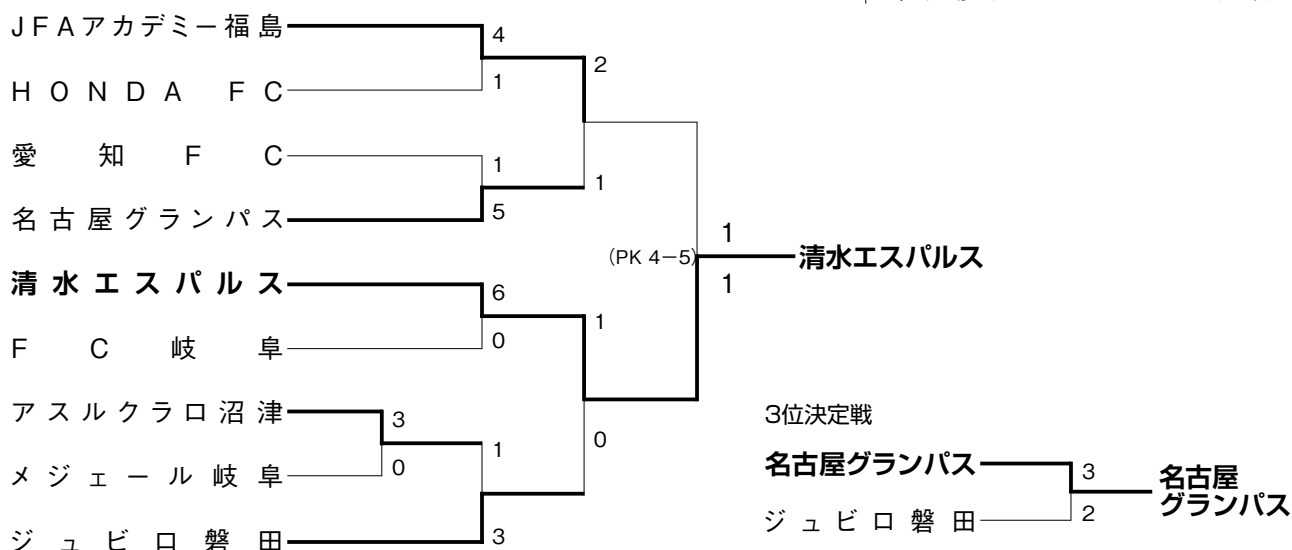 JFAアカデミー福島
4
2
HONDA FC
1
愛知FC
1
1
名古屋グランパス
5
1
(PK 4−5)
清水エスパルス
1
清水エスパルス
6
1
FC岐阜
0
アスルクラロ沼津
3
1
0
メジェール岐阜
0
ジュビロ磐田
3
3位決定戦
名古屋グランパス
3
名古屋
グランパス
ジュビロ磐田
2